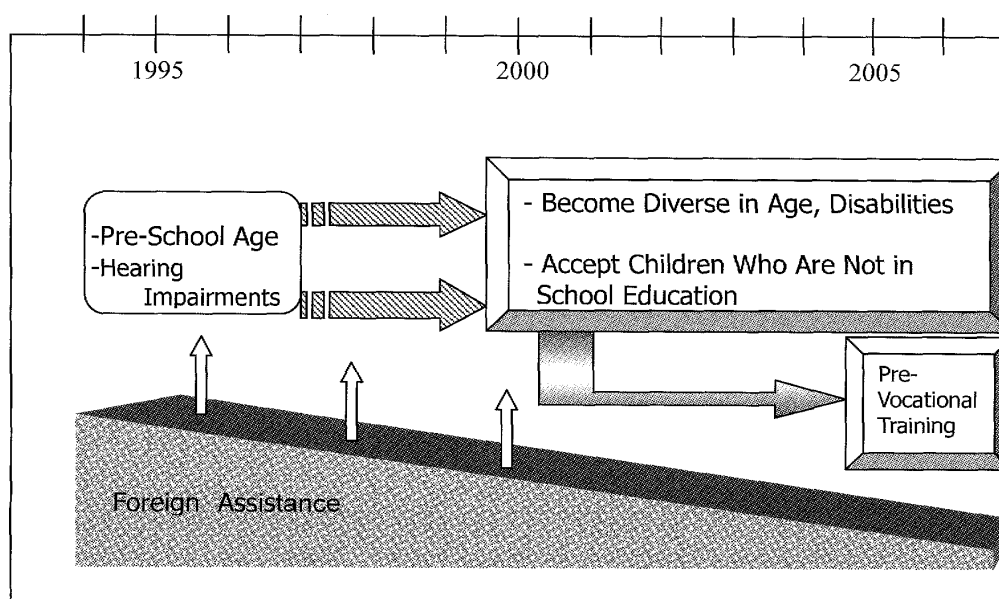 1995
2000
2005
-Pre-School Age
-Hearing
Impairments
- Become Diverse in Age, Disabilities
- Accept Children Who Are Not in
School Education
Pre-
Vocational
Training
Foreign Assistance